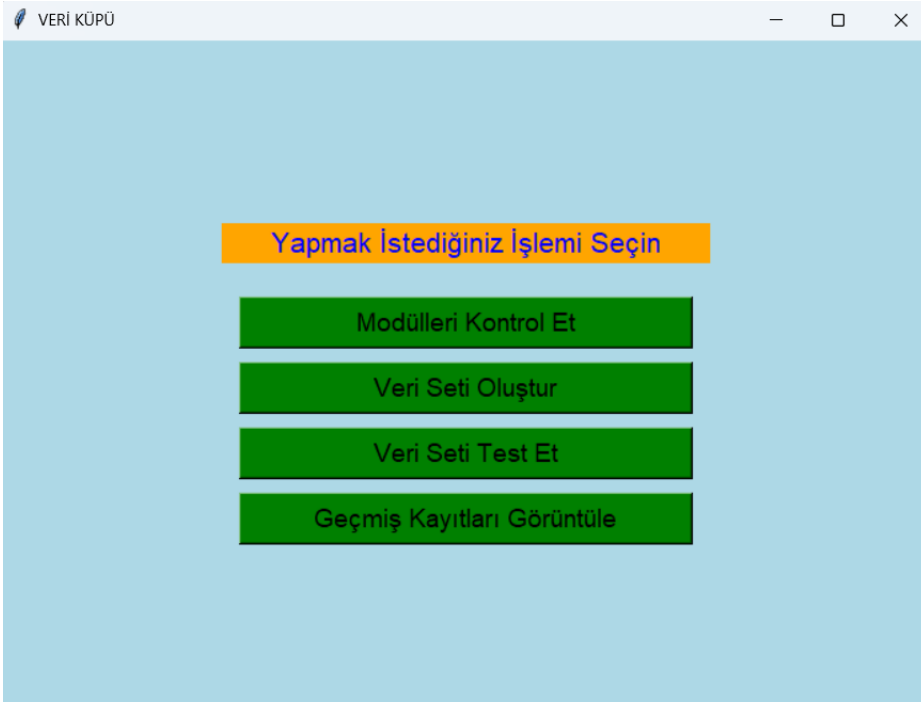 VERİ KÜPÜ
Yapmak İstediğiniz İşlemi Seçin
Modülleri Kontrol Et
Veri Seti Oluştur
Veri Seti Test Et
Geçmiş Kayıtları Görüntüle